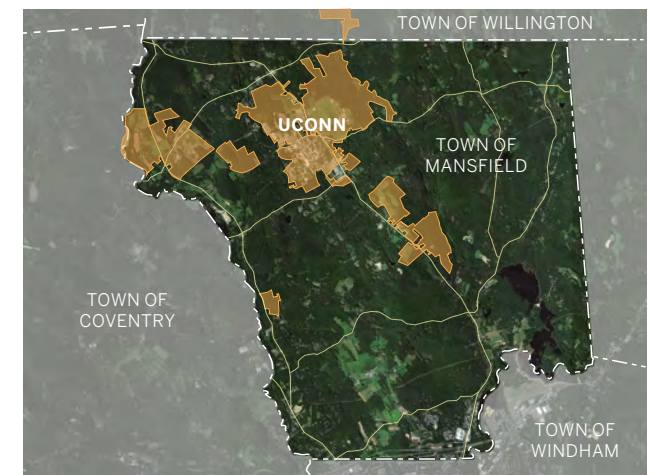 TOWN OF WILLINGTON
UCONN
TOWN OF
MANSFIELD
TOWN OF
COVENTRY
TOWN OF
WINDHAM